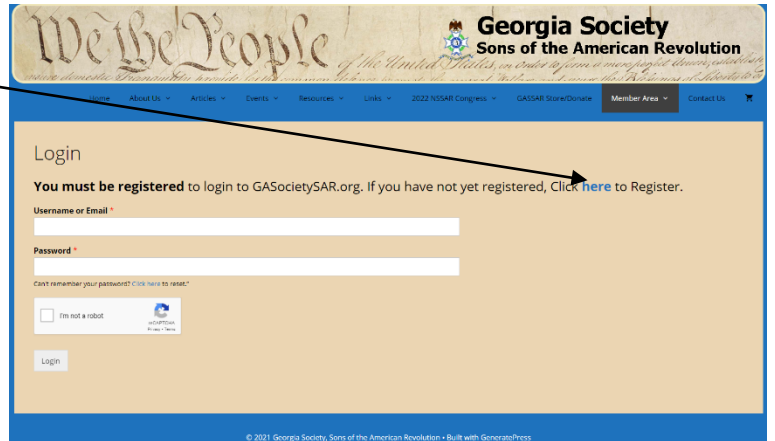 We the People
of the United States, in order to form a more perfect Union, establish
Georgia Society
Sons of the American Revolution
Home About Us Articles Events Resources Links 2022 NSSAR Congress GASSAR Store/Donate Member Area Contact Us
Login
You must be registered to login to GASocietySAR.org. If you have not yet registered, Click here to Register.
Username or Email *
Password *
Can't remember your password? Click here to reset."
I'm not a robot
reCAPTCHA
Privacy • Terms
Login
© 2021 Georgia Society, Sons of the American Revolution • Built with GeneratePress